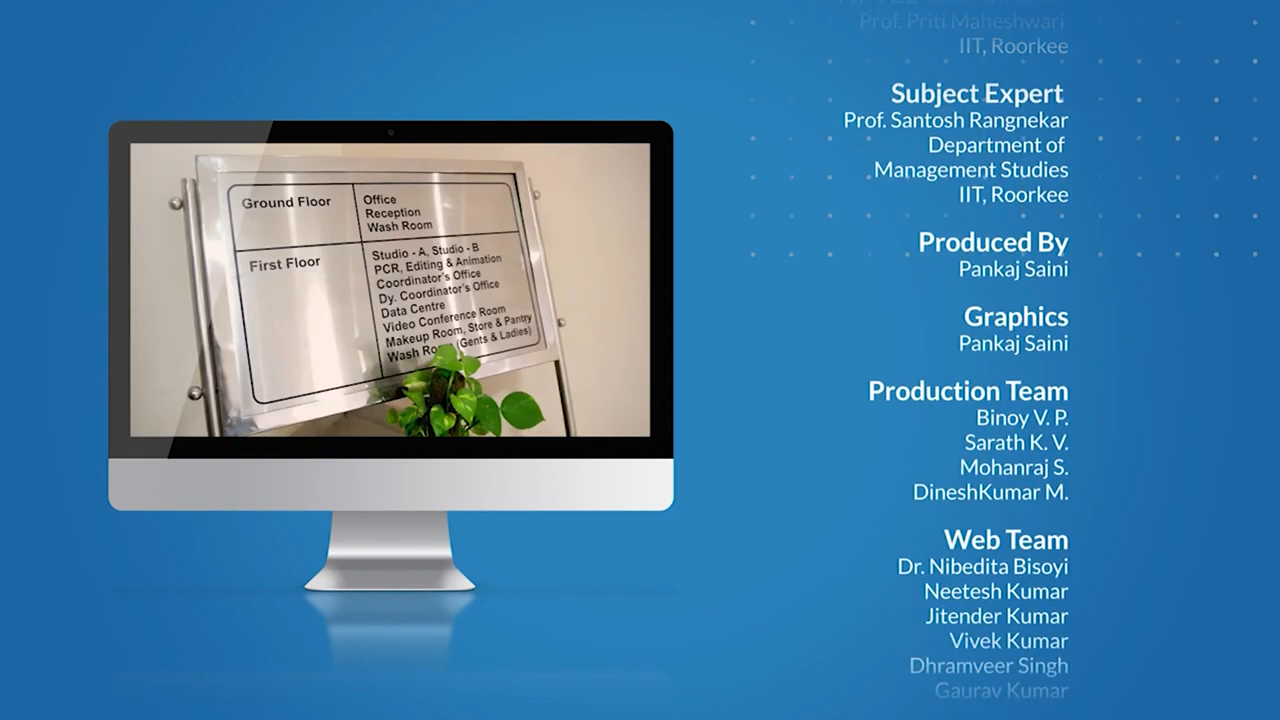 Ground Floor
Office
Reception
Wash Room
First Floor
Studio - A, Studio - B
PCR, Editing & Animation
Coordinator's Office
Dy. Coordinator's Office
Data Centre
Video Conference Room
Makeup Room, Store & Pantry
Wash Room (Gents & Ladies)
Prof. Priti Maheshwari
IIT, Roorkee
Subject Expert
Prof. Santosh Rangnekar
Department of
Management Studies
IIT, Roorkee
Produced By
Pankaj Saini
Graphics
Pankaj Saini
Production Team
Binoy V. P.
Sarath K. V.
Mohanraj S.
DineshKumar M.
Web Team
Dr. Nibedita Bisoyi
Neetesh Kumar
Jitender Kumar
Vivek Kumar
Dhramveer Singh
Gaurav Kumar